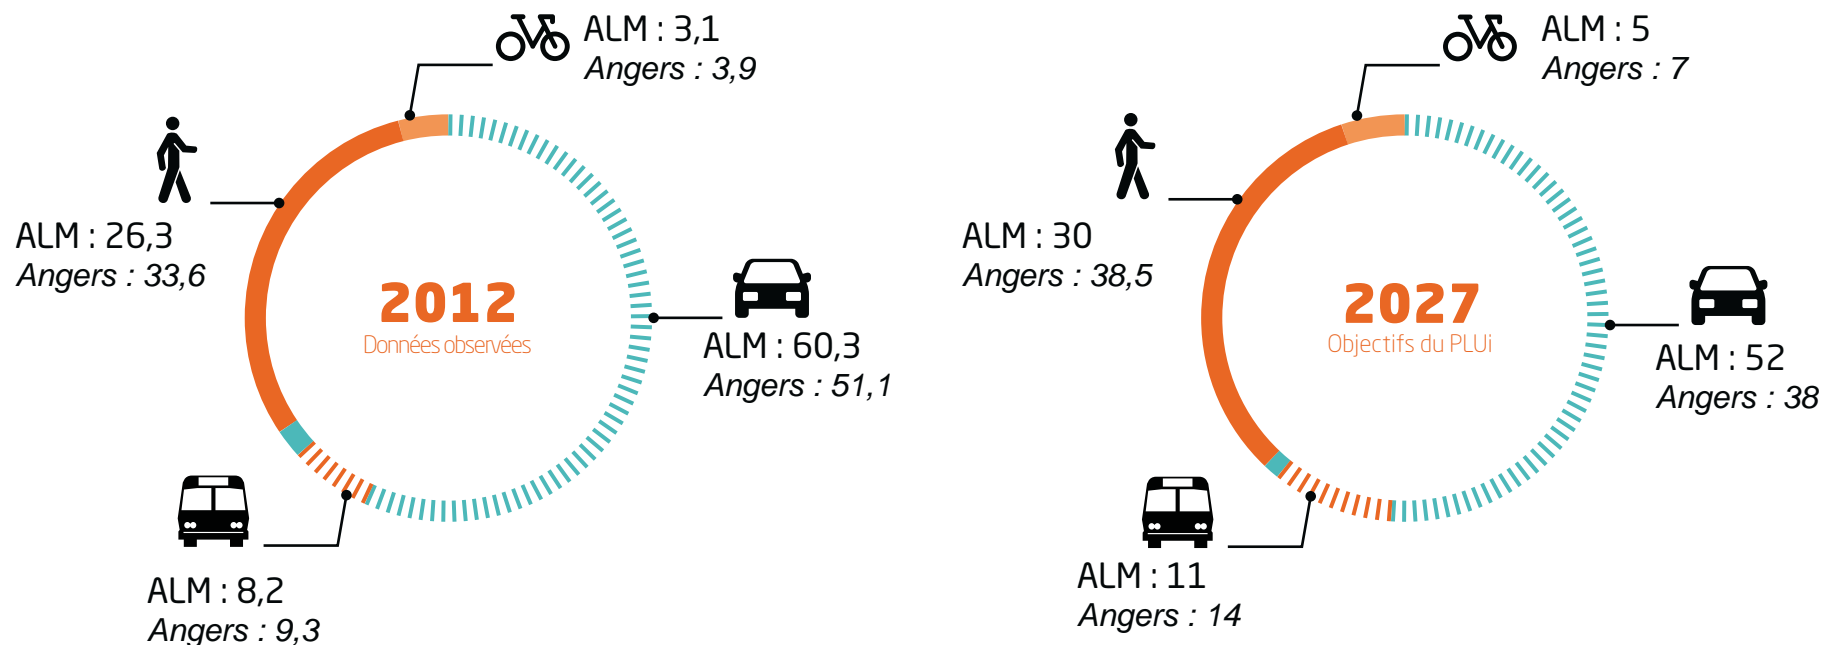 ALM : 3,1
Angers : 3,9
ALM : 26,3
Angers : 33,6
2012
Données observées
ALM : 60,3
Angers : 51,1
ALM : 8,2
Angers : 9,3
ALM : 5
Angers : 7
ALM : 30
Angers : 38,5
2027
Objectifs du PLUi
ALM : 52
Angers : 38
ALM : 11
Angers : 14